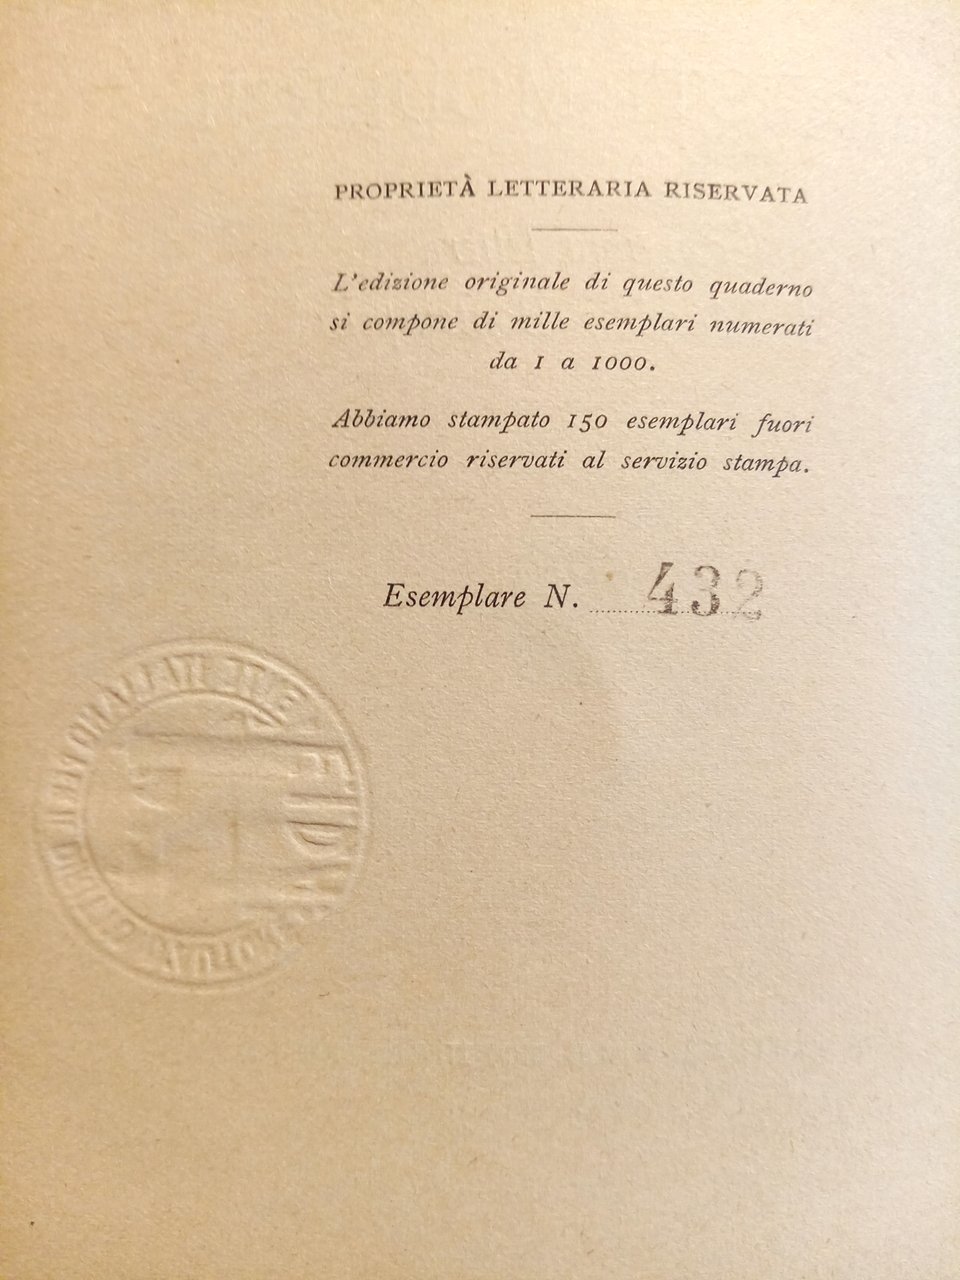 PROPRIETÀ LETTERARIA RISERVATA
L'edizione originale di questo quaderno
si compone di mille esemplari numerati
da 1 a 1000.
Abbiamo stampato 150 esemplari fuori
commercio riservati al servizio stampa.
Esemplare N. 432